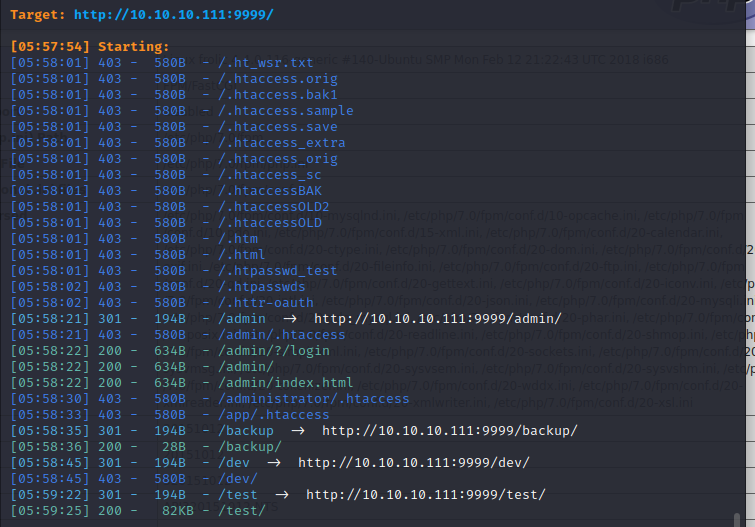 Target: http://10.10.10.111:9999/
[05:57:54] Starting:
[05:58:01] 403 -  580B  - /.ht_wsr.txt
[05:58:01] 403 -  580B  - /.htaccess.orig
[05:58:01] 403 -  580B  - /.htaccess.bak1
[05:58:01] 403 -  580B  - /.htaccess.sample
[05:58:01] 403 -  580B  - /.htaccess.save
[05:58:01] 403 -  580B  - /.htaccess_extra
[05:58:01] 403 -  580B  - /.htaccess_orig
[05:58:01] 403 -  580B  - /.htaccess_sc
[05:58:01] 403 -  580B  - /.htaccessBAK
[05:58:01] 403 -  580B  - /.htaccessOLD2
[05:58:01] 403 -  580B  - /.htaccessOLD
[05:58:01] 403 -  580B  - /.htm
[05:58:01] 403 -  580B  - /.html
[05:58:01] 403 -  580B  - /.htpasswd_test
[05:58:02] 403 -  580B  - /.htpasswds
[05:58:02] 403 -  580B  - /.httr-oauth
[05:58:21] 301 -  194B  - /admin  →  http://10.10.10.111:9999/admin/
[05:58:21] 403 -  580B  - /admin/.htaccess
[05:58:22] 200 -  634B  - /admin/?/login
[05:58:22] 200 -  634B  - /admin/
[05:58:22] 200 -  634B  - /admin/index.html
[05:58:30] 403 -  580B  - /administrator/.htaccess
[05:58:33] 403 -  580B  - /app/.htaccess
[05:58:35] 301 -  194B  - /backup  →  http://10.10.10.111:9999/backup/
[05:58:36] 200 -   28B  - /backup/
[05:58:45] 301 -  194B  - /dev  →  http://10.10.10.111:9999/dev/
[05:58:45] 403 -  580B  - /dev/
[05:59:22] 301 -  194B  - /test  →  http://10.10.10.111:9999/test/
[05:59:25] 200 -   82KB - /test/